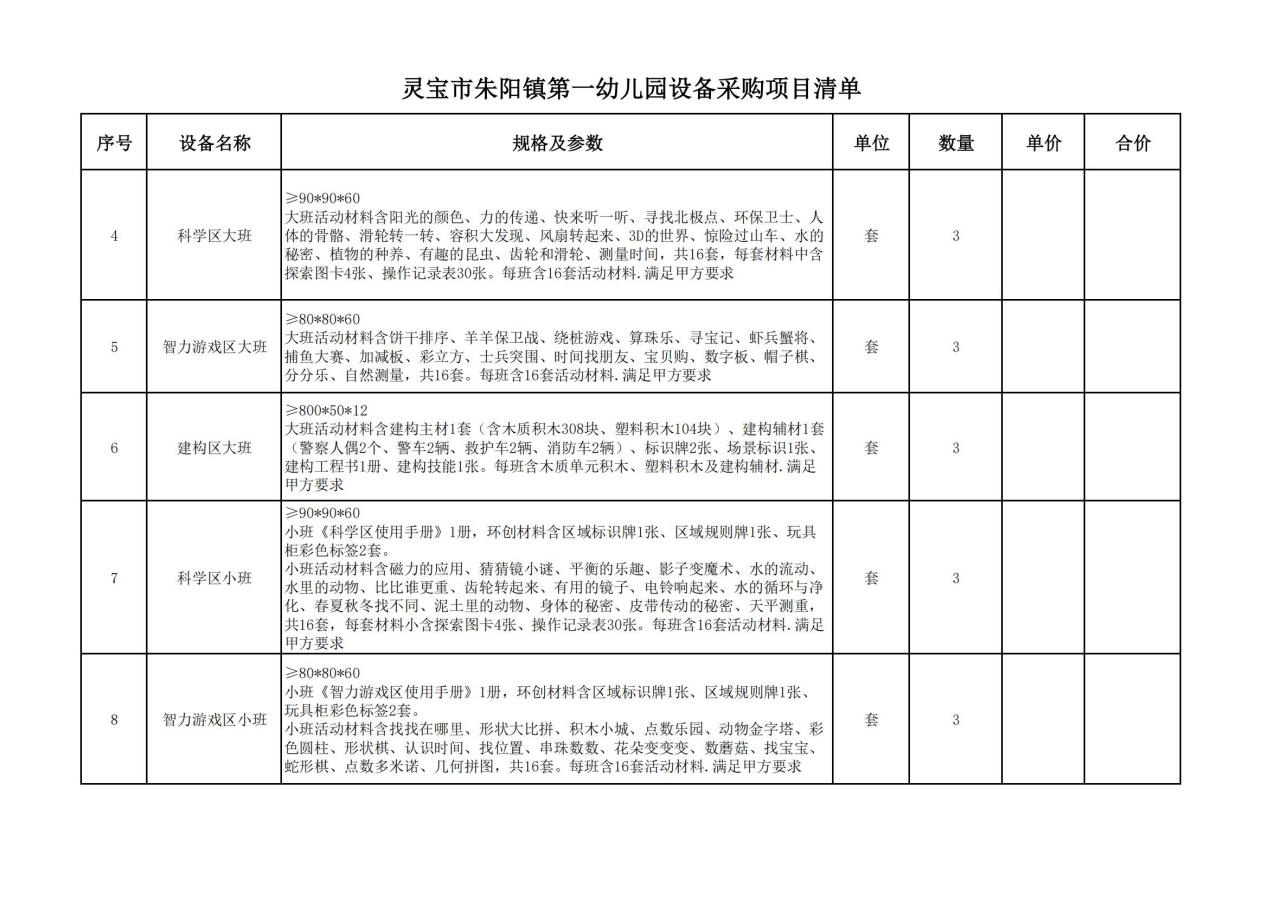 灵宝市朱阳镇第一幼儿园设备采购项目清单
序号 设备名称 规格及参数 单位 数量 单价 合价
4 科学区大班 套 3
≥90*90*60
大班活动材料含阳光的颜色、力的传递、快来听一听、寻找北极点、环保卫士、人
体的骨骼、滑轮转一转、容积大发现、风扇转起来、3D的世界、惊险过山车、水的
秘密、植物的种养、有趣的昆虫、齿轮和滑轮、测量时间，共16套，每套材料中含
探索图卡4张、操作记录表30张。每班含16套活动材料.满足甲方要求
5 智力游戏区大班 套 3
≥80*80*60
大班活动材料含饼干排序、羊羊保卫战、绕桩游戏、算珠乐、寻宝记、虾兵蟹将、
捕鱼大赛、加减板、彩立方、士兵突围、时间找朋友、宝贝购、数字板、帽子棋、
分分乐、自然测量，共16套。每班含16套活动材料.满足甲方要求
6 建构区大班 套 3
≥800*50*12
大班活动材料含建构主材1套（含木质积木308块、塑料积木104块）、建构辅材1套
（警察人偶2个、警车2辆、救护车2辆、消防车2辆）、标识牌2张、场景标识1张、
建构工程书1册、建构技能1张。每班含木质单元积木、塑料积木及建构辅材.满足
甲方要求
7 科学区小班 套 3
≥90*90*60
小班《科学区使用手册》1册，环创材料含区域标识牌1张、区域规则牌1张、玩具
柜彩色标签2套。
小班活动材料含磁力的应用、猜猜镜小谜、平衡的乐趣、影子变魔术、水的流动、
水里的动物、比比谁更重、齿轮转起来、有用的镜子、电铃响起来、水的循环与净
化、春夏秋冬找不同、泥土里的动物、身体的秘密、皮带传动的秘密、天平测重，
共16套，每套材料小含探索图卡4张、操作记录表30张。每班含16套活动材料.满足
甲方要求
8 智力游戏区小班 套 3
≥80*80*60
小班《智力游戏区使用手册》1册，环创材料含区域标识牌1张、区域规则牌1张、
玩具柜彩色标签2套。
小班活动材料含找找在哪里、形状大比拼、积木小城、点数乐园、动物金字塔、彩
色圆柱、形状棋、认识时间、找位置、串珠数数、花朵变变变、数蘑菇、找宝宝、
蛇形棋、点数多米诺、几何拼图，共16套。每班含16套活动材料.满足甲方要求